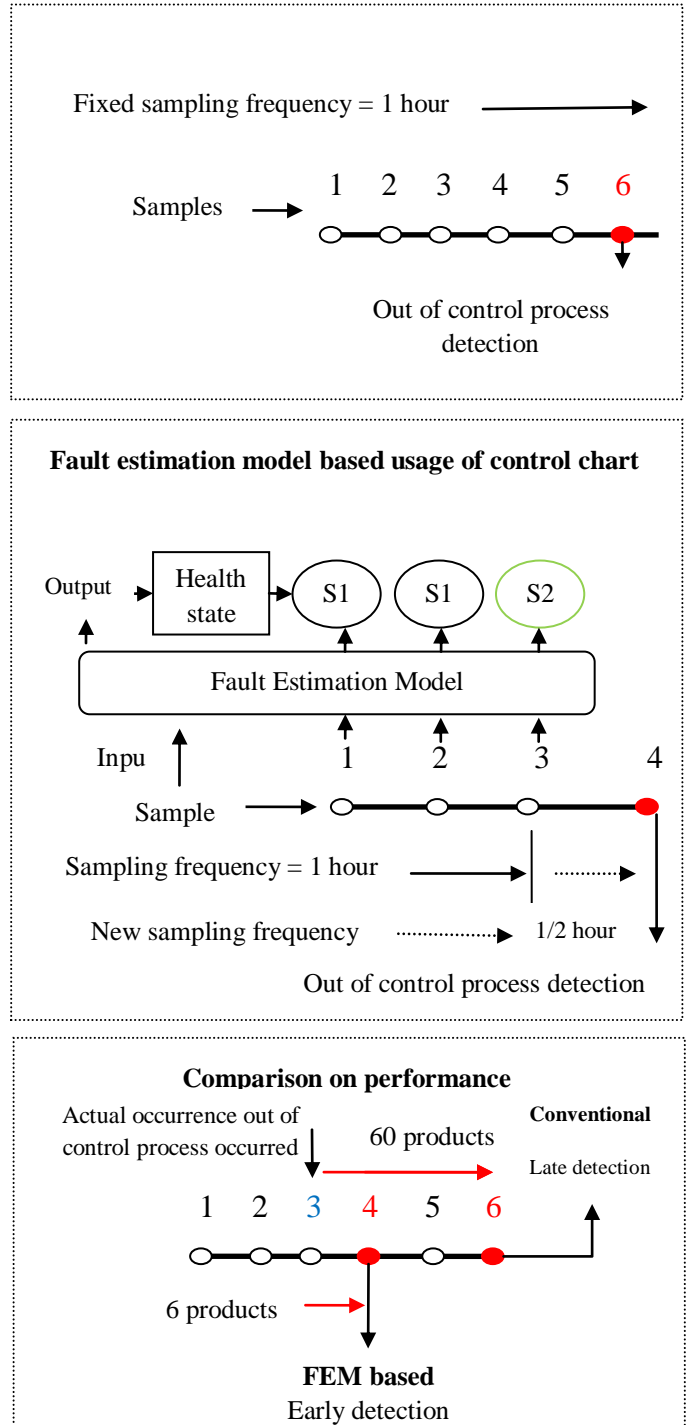 Fixed sampling frequency = 1 hour
1 2 3 4 5 6
Samples
Out of control process
detection
Fault estimation model based usage of control chart
Output
Health
state
S1 S1 S2
Fault Estimation Model
Inpu
1 2 3 4
Sample
Sampling frequency = 1 hour
New sampling frequency 1/2 hour
Out of control process detection
Comparison on performance
Actual occurrence out of
control process occurred
60 products
Conventional
Late detection
1 2 3 4 5 6
6 products
FEM based
Early detection